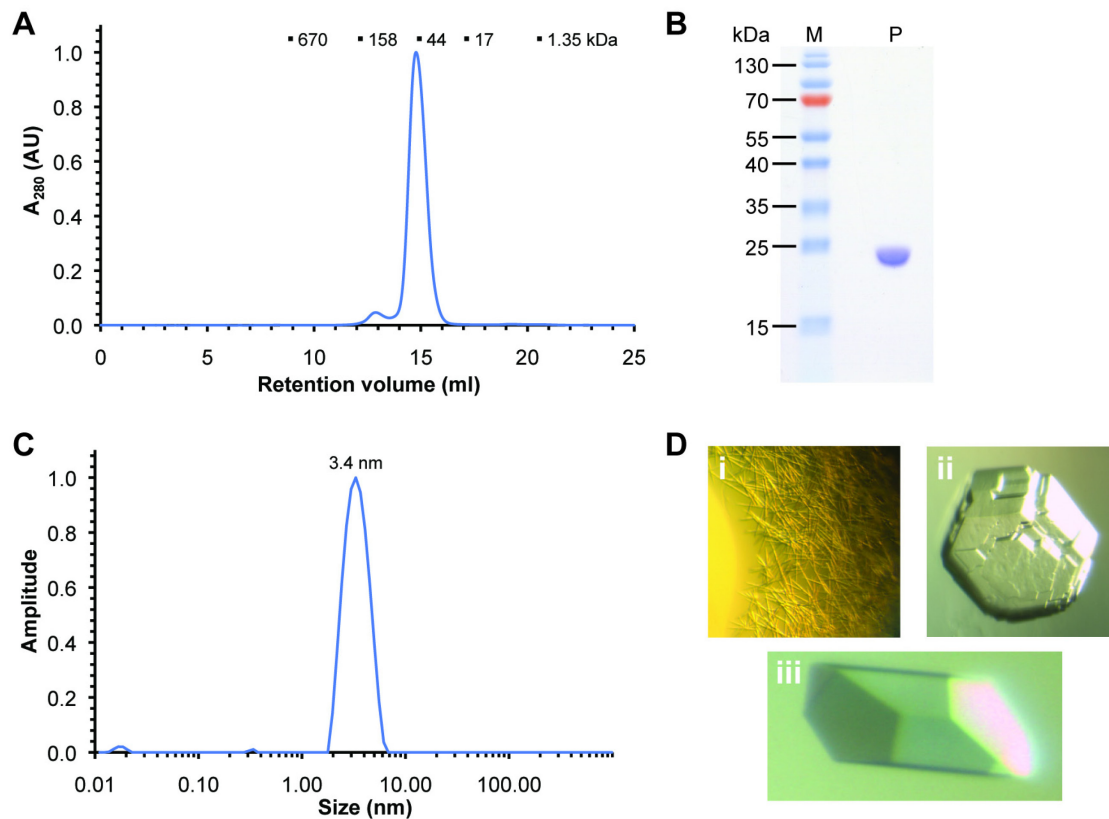 A
670 158 44 17 1.35 kDa
1.0
0.8
0.6
0.4
0.2
0.0
A₂₈₀ (AU)
0 5 10 15 20 25
Retention volume (ml)
B
kDa M P
130
70
55
40
35
25
15
C
3.4 nm
1.0
0.8
0.6
0.4
0.2
0.0
Amplitude
0.01 0.10 1.00 10.00 100.00
Size (nm)
D
i
ii
iii